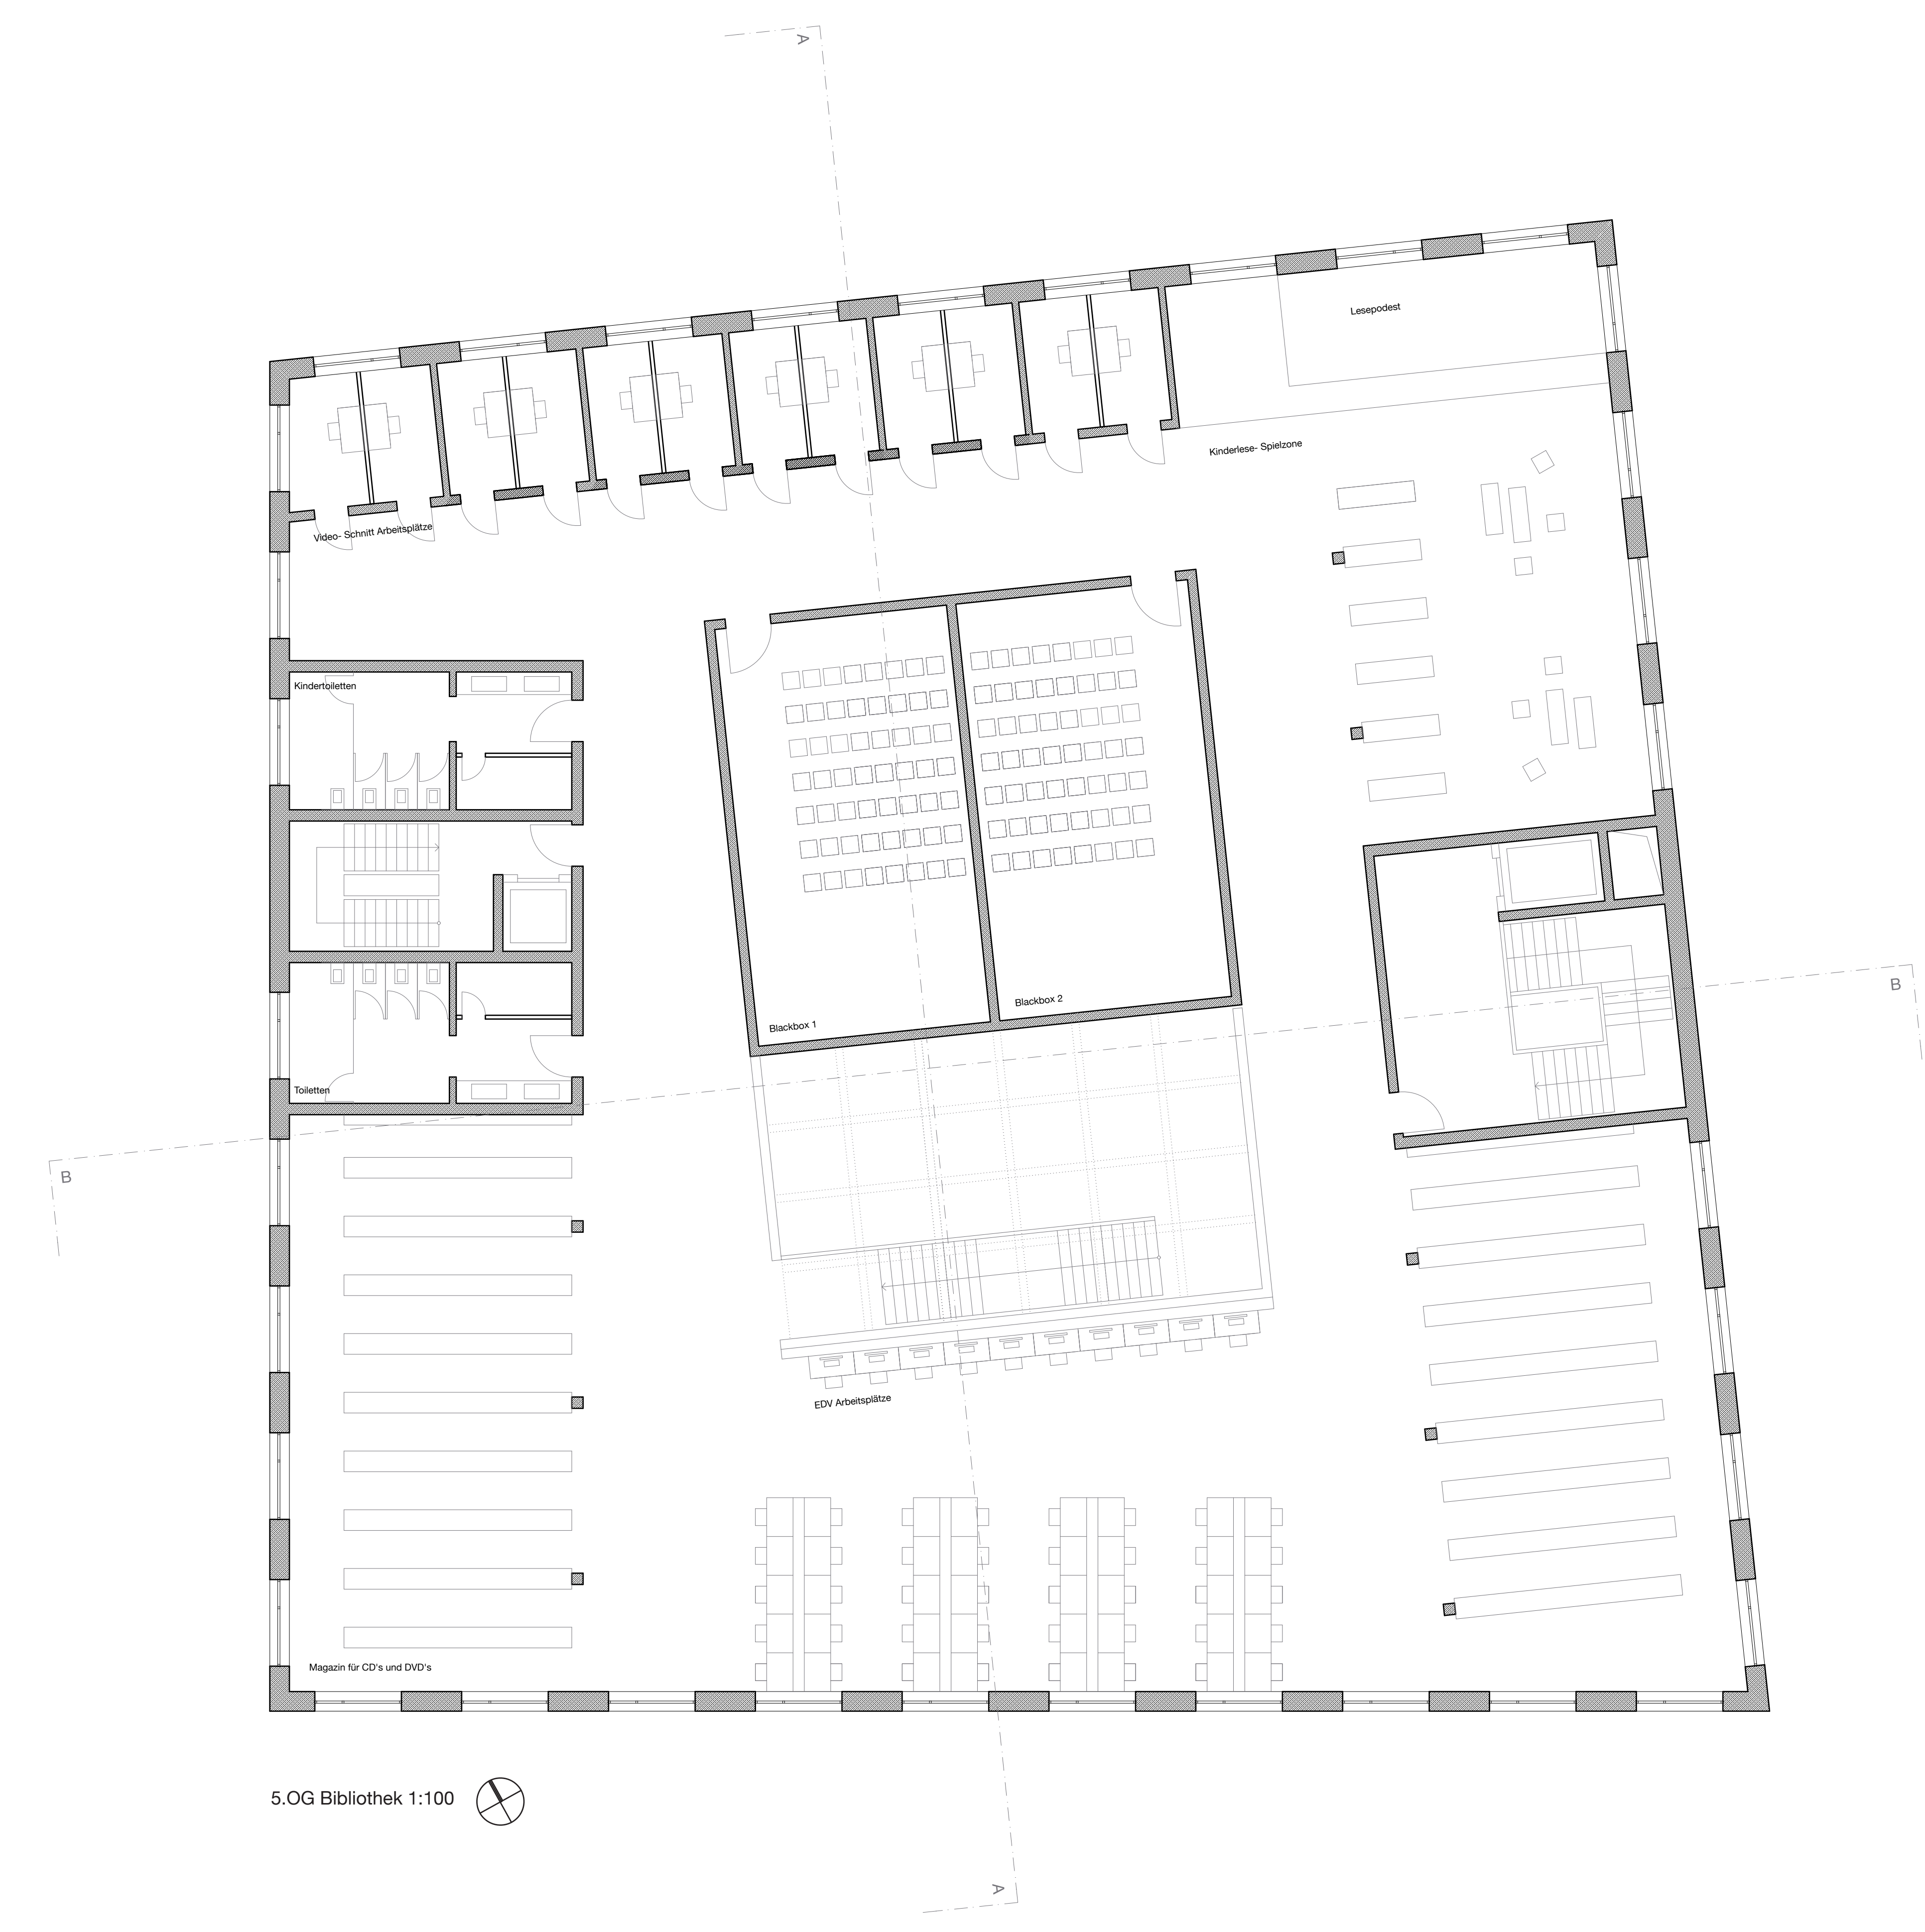 A
Lesepodest
Kinderlese- Spielzone
Video- Schnitt Arbeitsplätze
Kindertoiletten
Blackbox 2
Blackbox 1
B
Toiletten
B
EDV Arbeitsplätze
Magazin für CD's und DVD's
5.OG Bibliothek 1:100
A